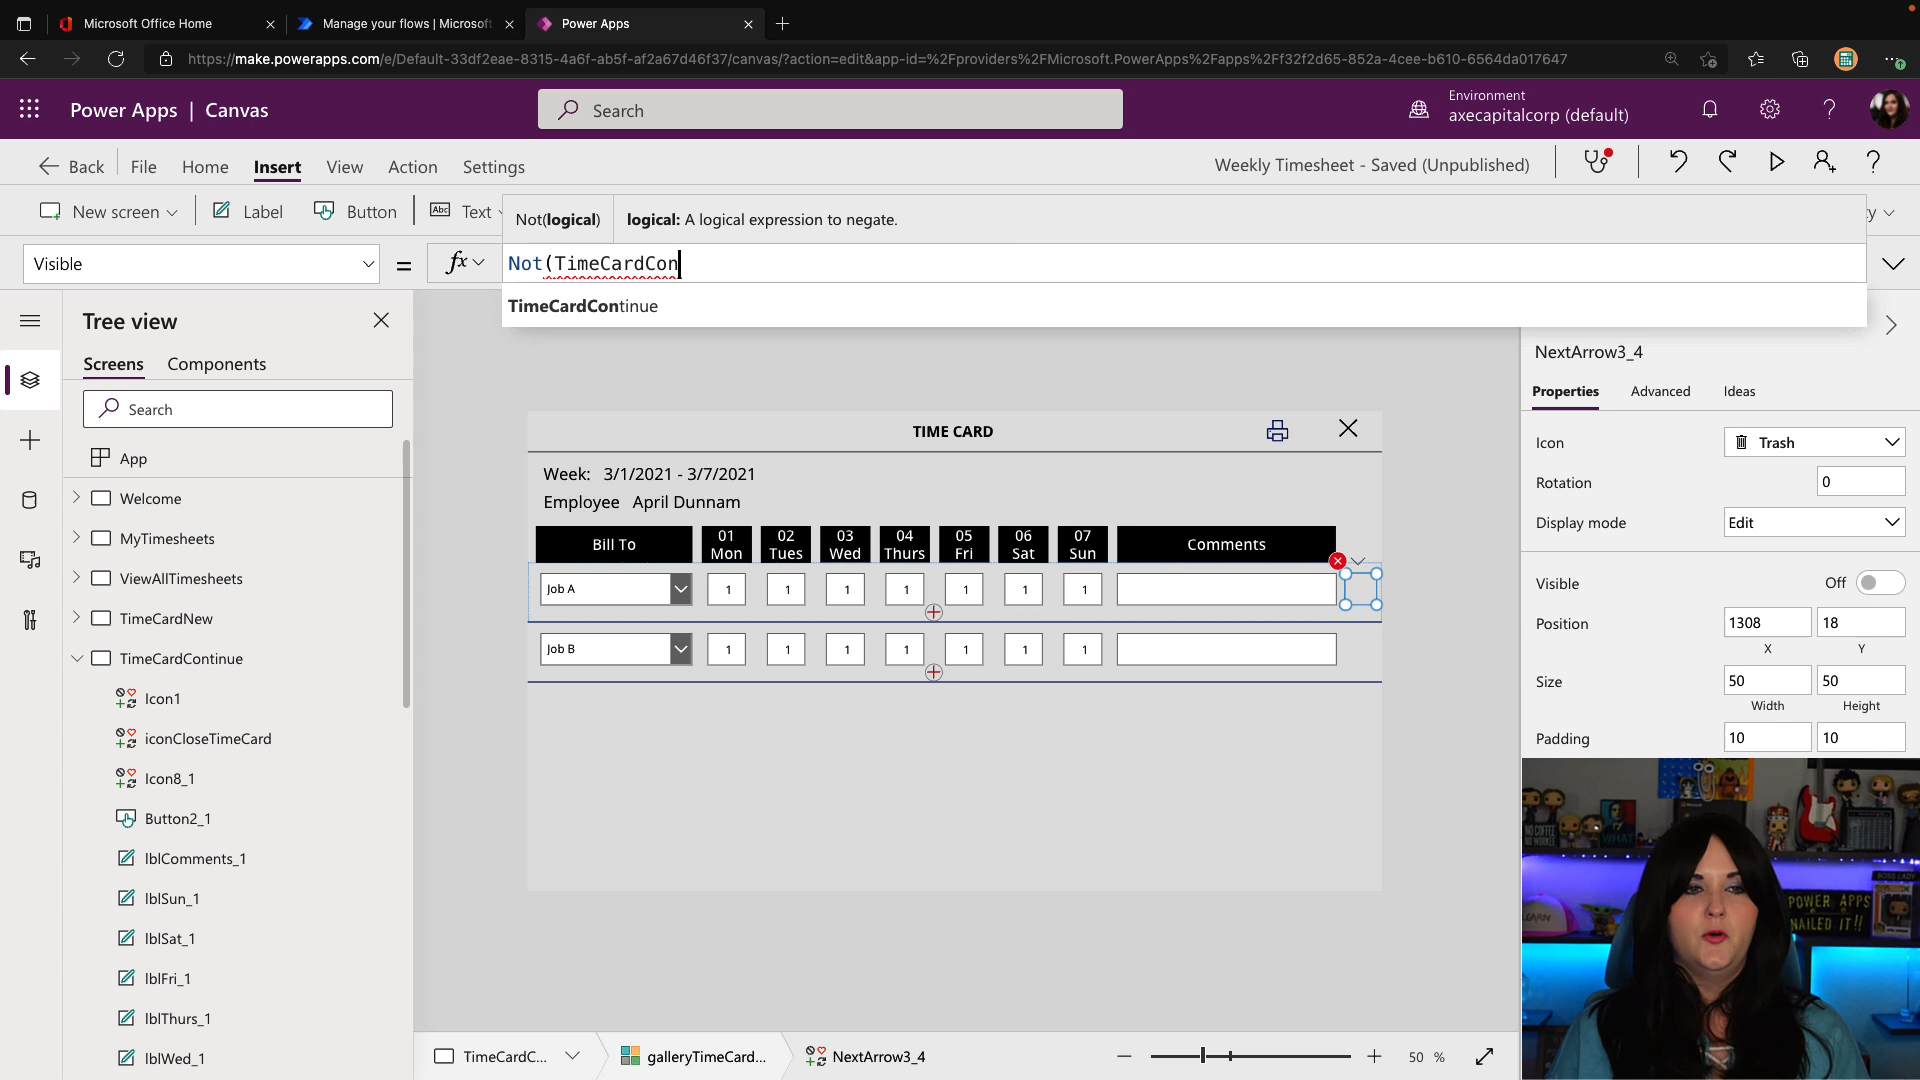 Microsoft Office Home
Manage your flows | Microsoft
Power Apps
https://make.powerapps.com/e/Default-33df2eae-8315-4a6f-ab5f-af2a67d46f37/canvas/?action=edit&app-id=%2Fproviders%2FMicrosoft.PowerApps%2Fapps%2Ff32f2d65-852a-4cee-b610-6564da017647
Power Apps | Canvas
Search
Environment
axecapitalcorp (default)
Back
File
Home
Insert
View
Action
Settings
Weekly Timesheet - Saved (Unpublished)
New screen
Label
Button
Text
Not(logical)
logical: A logical expression to negate.
Visible
=
fx
Not(TimeCardCon
TimeCardContinue
Tree view
Screens
Components
Search
App
Welcome
MyTimesheets
ViewAllTimesheets
TimeCardNew
TimeCardContinue
Icon1
iconCloseTimeCard
Icon8_1
Button2_1
lblComments_1
lblSun_1
lblSat_1
lblFri_1
lblThurs_1
lblWed_1
TIME CARD
Week: 3/1/2021 - 3/7/2021
Employee April Dunnam
Bill To
01 Mon
02 Tues
03 Wed
04 Thurs
05 Fri
06 Sat
07 Sun
Comments
Job A 1 1 1 1 1 1 1
Job B 1 1 1 1 1 1 1
NextArrow3_4
Properties
Advanced
Ideas
Icon
Trash
Rotation
0
Display mode
Edit
Visible
Off
Position
1308
18
X
Y
Size
50
50
Width
Height
Padding
10
10
NO COFFEE
WHAT
BOSS LADY
POWER APPS
NAILED IT!!
LEARN
TimeCardC...
galleryTimeCard...
NextArrow3_4
50 %